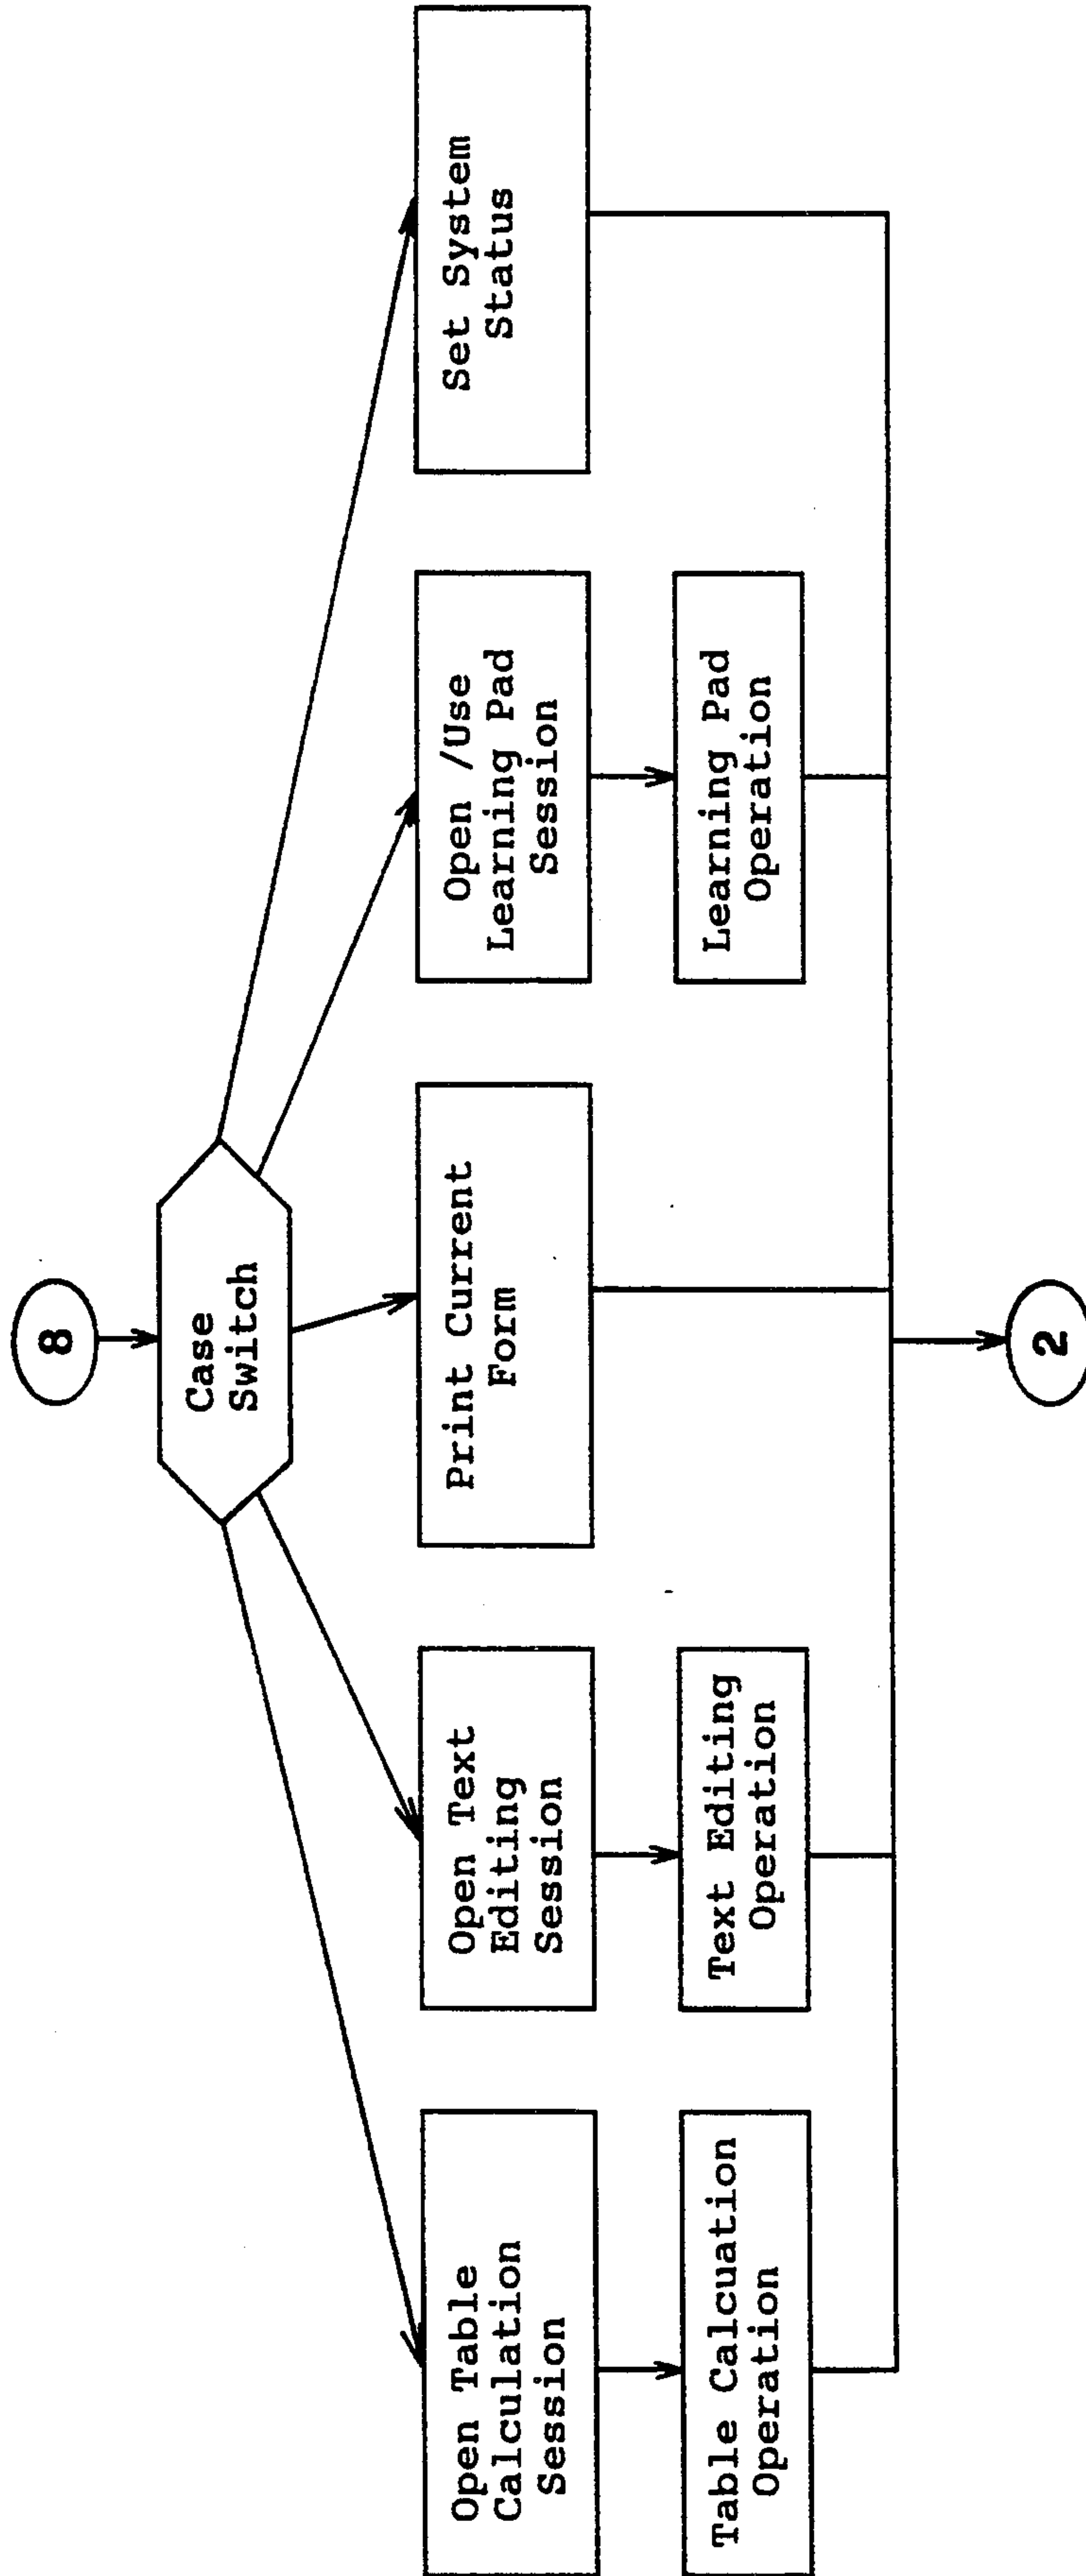 8
Case
Switch
Open Table
Calculation
Session
Open Text
Editing
Session
Print Current
Form
Open /Use
Learning Pad
Session
Set System
Status
Table Calcuation
Operation
Text Editing
Operation
Learning Pad
Operation
2